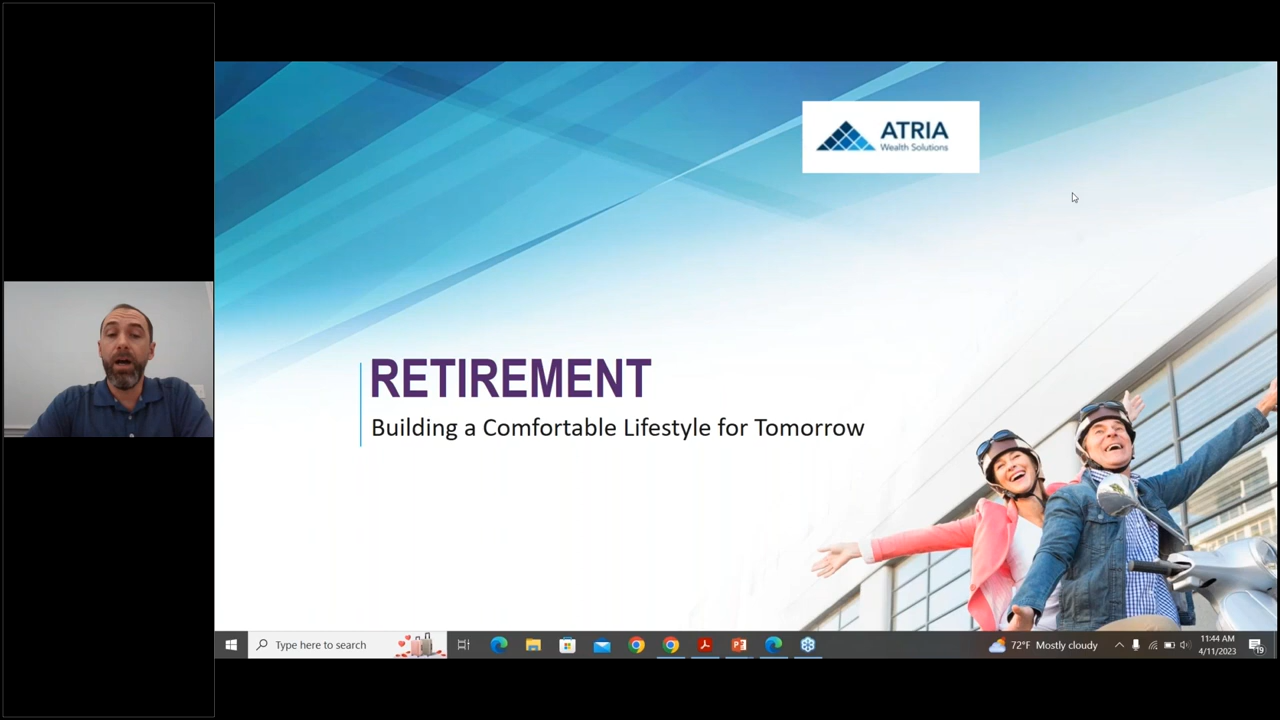 ATRIA
Wealth Solutions
RETIREMENT
Building a Comfortable Lifestyle for Tomorrow
Type here to search
72°F Mostly cloudy
11:44 AM
4/11/2023
19